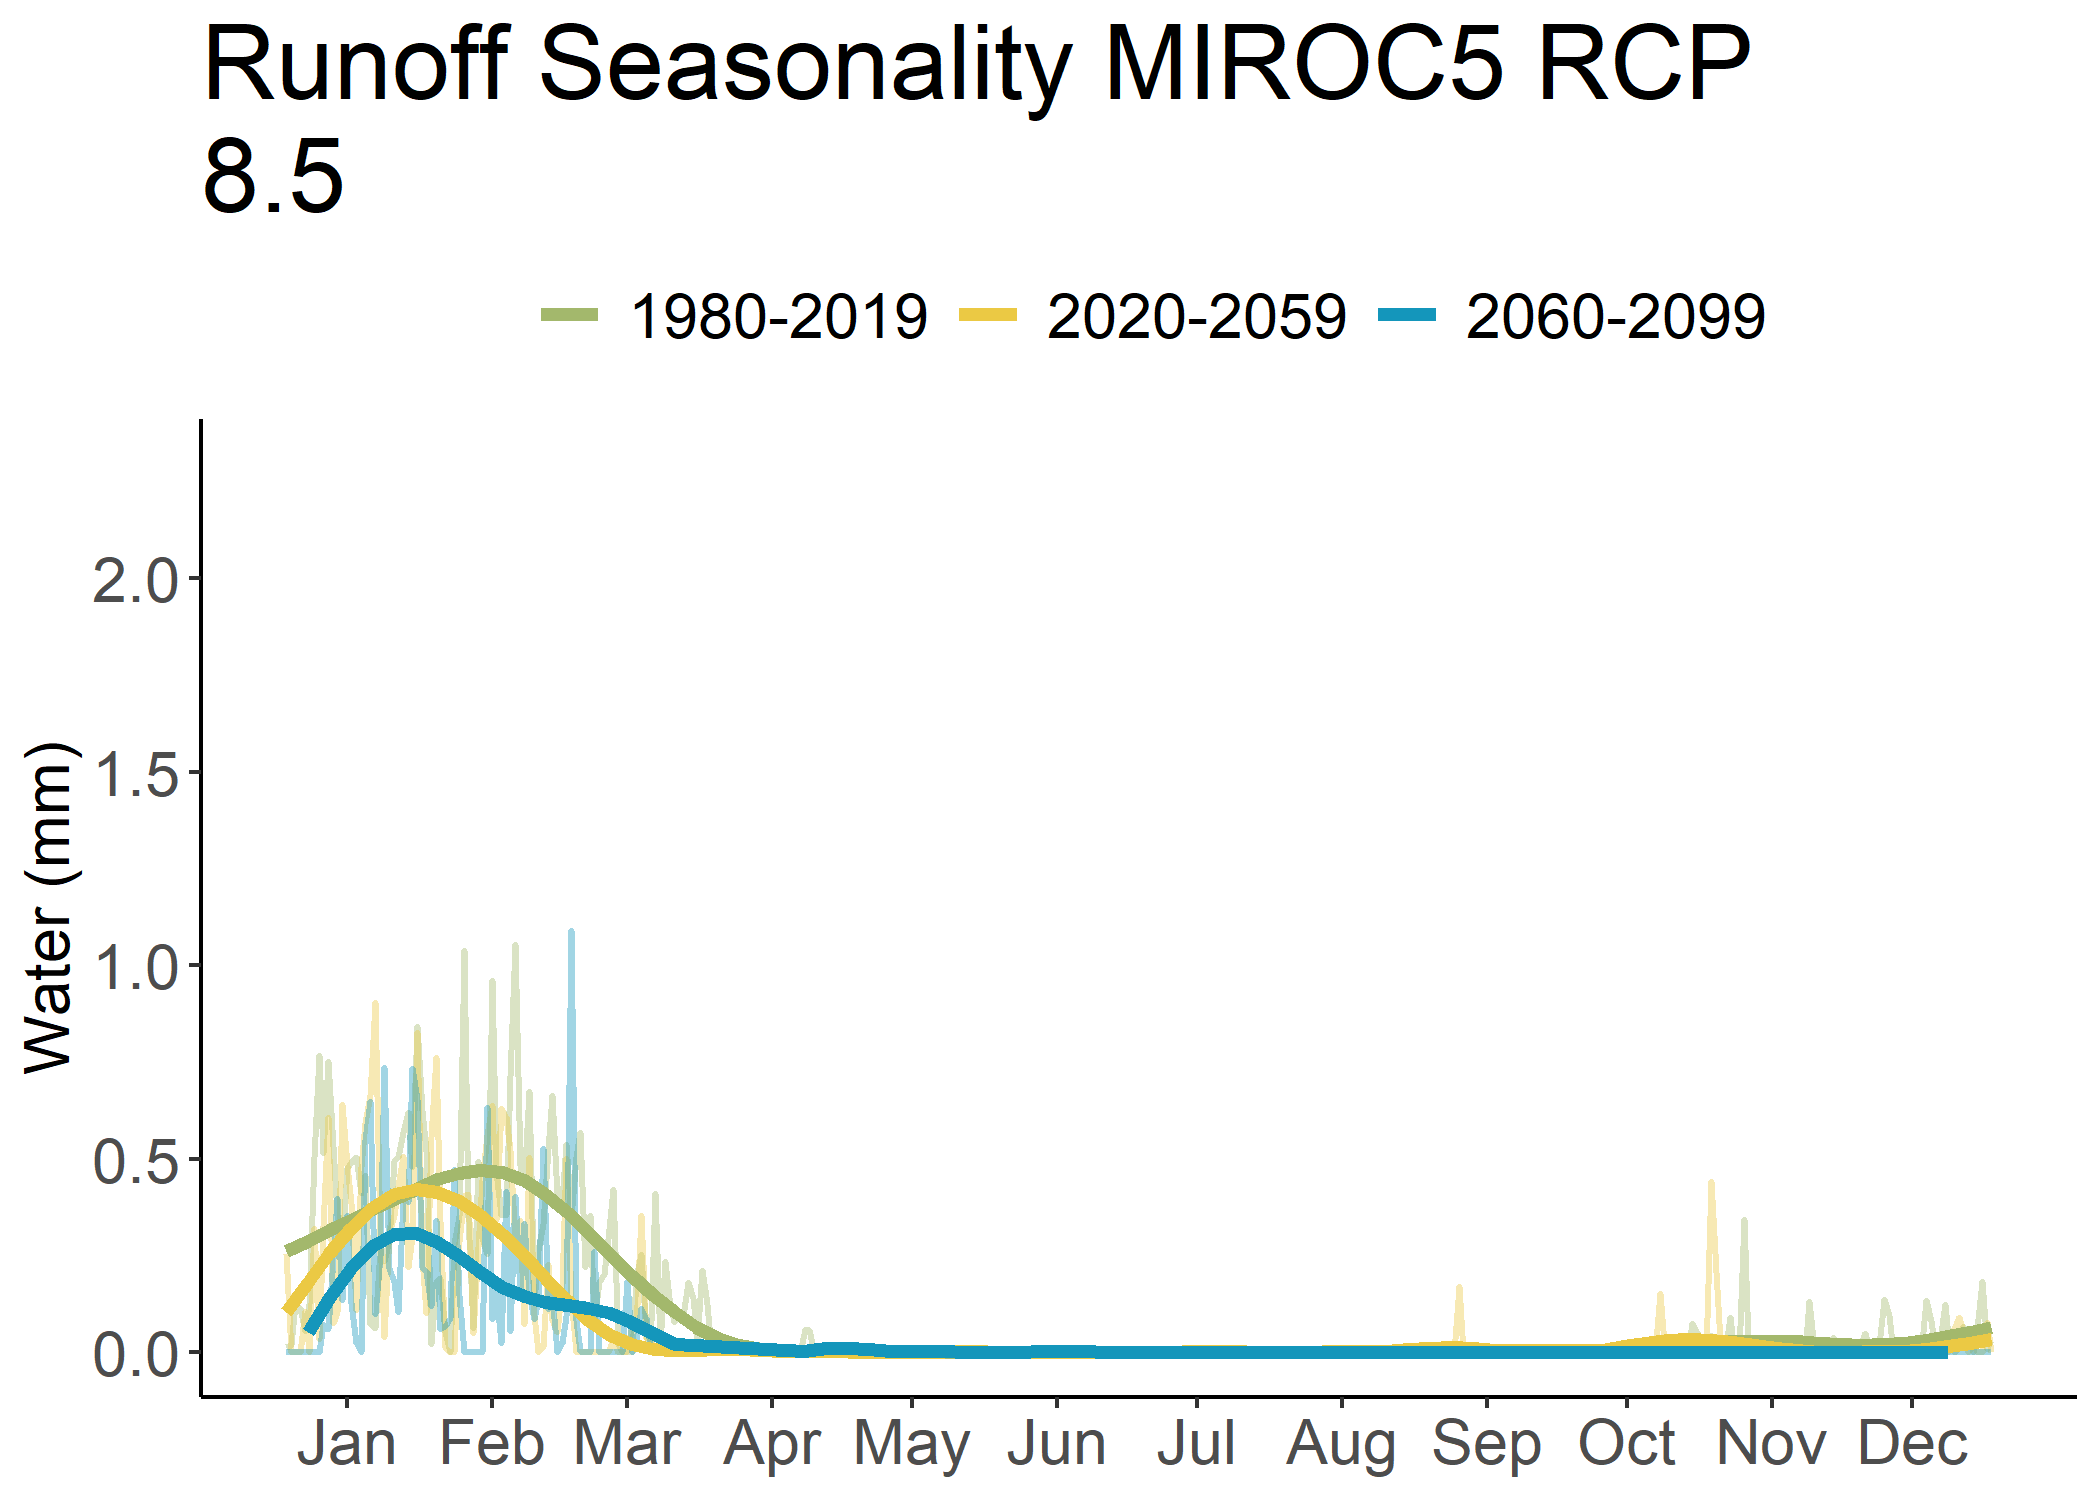 Runoff Seasonality MIROC5 RCP
8.5
1980-2019 2020-2059 2060-2099
Water (mm)
2.0
1.5
1.0
0.5
0.0
Jan Feb Mar Apr May Jun Jul Aug Sep Oct Nov Dec